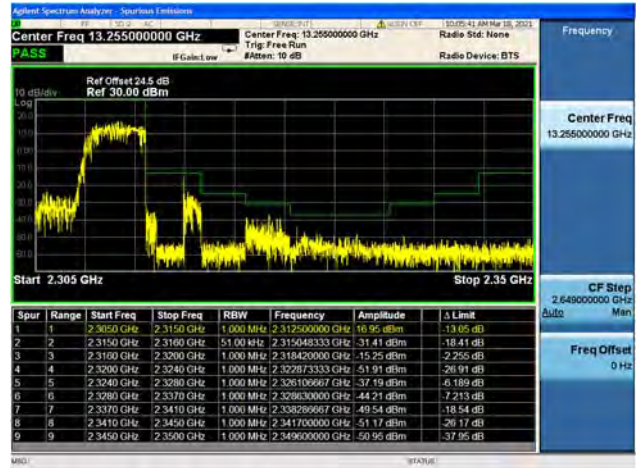 Agilent Spectrum Analyzer - Spurious Emissions
RF 50 Ω AC SENSE:INT ALIGN OFF 10:05:41 AM Mar 18, 2021
Center Freq 13.255000000 GHz
Center Freq: 13.255000000 GHz
Radio Std: None
Frequency
PASS
IFGain:Low
Trig: Free Run
#Atten: 10 dB
Radio Device: BTS
Ref Offset 24.5 dB
10 dB/div Ref 30.00 dBm
Log
20.0
10.0
0.00
Center Freq
13.255000000 GHz
Start 2.305 GHz
Stop 2.35 GHz
CF Step
2.649000000 GHz
Auto Man
Spur Range Start Freq Stop Freq RBW Frequency Amplitude Δ Limit
1 1 2.3050 GHz 2.3150 GHz 1.000 MHz 2.312500000 GHz 16.95 dBm -13.05 dB
2 2 2.3150 GHz 2.3160 GHz 51.00 kHz 2.315048333 GHz -31.41 dBm -18.41 dB
3 3 2.3160 GHz 2.3200 GHz 1.000 MHz 2.318420000 GHz -15.25 dBm -2.255 dB
4 4 2.3200 GHz 2.3240 GHz 1.000 MHz 2.322873333 GHz -51.91 dBm -26.91 dB
5 5 2.3240 GHz 2.3280 GHz 1.000 MHz 2.326106667 GHz -37.19 dBm -6.189 dB
6 6 2.3280 GHz 2.3370 GHz 1.000 MHz 2.328630000 GHz -44.21 dBm -7.213 dB
7 7 2.3370 GHz 2.3410 GHz 1.000 MHz 2.338286667 GHz -49.54 dBm -18.54 dB
8 8 2.3410 GHz 2.3450 GHz 1.000 MHz 2.341700000 GHz -51.17 dBm -26.17 dB
9 9 2.3450 GHz 2.3500 GHz 1.000 MHz 2.349600000 GHz -50.95 dBm -37.95 dB
Freq Offset
0 Hz
MSG
STATUS